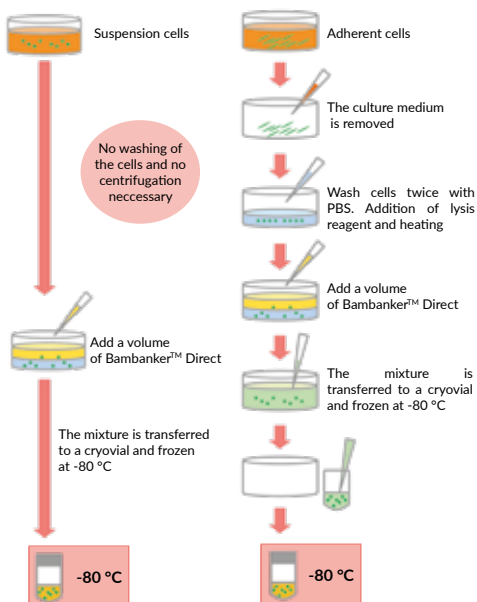 Suspension cells
No washing of
the cells and no
centrifugation
neccessary
Add a volume
of Bambanker™ Direct
The mixture is transferred
to a cryovial and frozen
at -80 °C
-80 °C
Adherent cells
The culture medium
is removed
Wash cells twice with
PBS. Addition of lysis
reagent and heating
Add a volume
of Bambanker™ Direct
The mixture is
transferred to a cryovial
and frozen at -80 °C
-80 °C